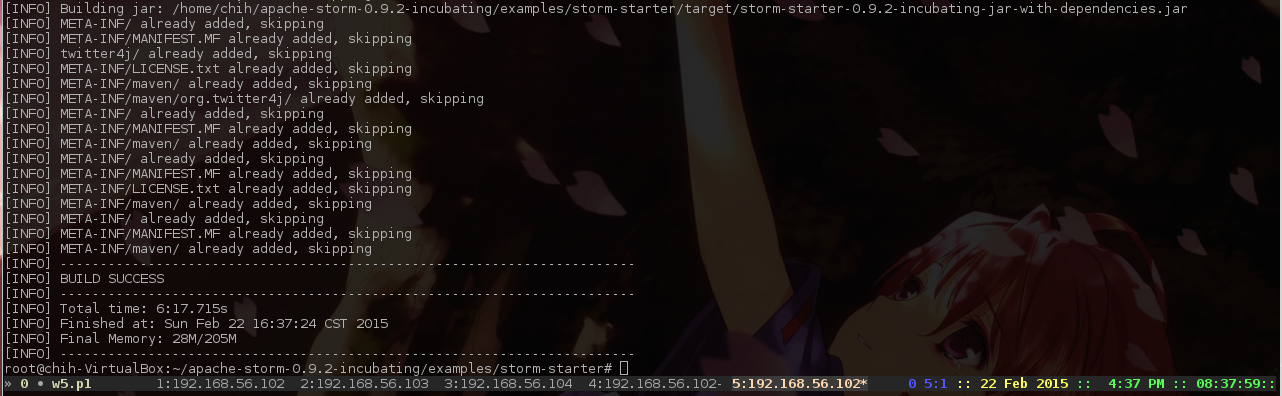 [INFO] Building jar: /home/chih/apache-storm-0.9.2-incubating/examples/storm-starter/target/storm-starter-0.9.2-incubating-jar-with-dependencies.jar
[INFO] META-INF/ already added, skipping
[INFO] META-INF/MANIFEST.MF already added, skipping
[INFO] twitter4j/ already added, skipping
[INFO] META-INF/LICENSE.txt already added, skipping
[INFO] META-INF/maven/ already added, skipping
[INFO] META-INF/maven/org.twitter4j/ already added, skipping
[INFO] META-INF/ already added, skipping
[INFO] META-INF/MANIFEST.MF already added, skipping
[INFO] META-INF/maven/ already added, skipping
[INFO] META-INF/ already added, skipping
[INFO] META-INF/MANIFEST.MF already added, skipping
[INFO] META-INF/LICENSE.txt already added, skipping
[INFO] META-INF/maven/ already added, skipping
[INFO] META-INF/ already added, skipping
[INFO] META-INF/MANIFEST.MF already added, skipping
[INFO] META-INF/maven/ already added, skipping
[INFO] ------------------------------------------------------------------------
[INFO] BUILD SUCCESS
[INFO] ------------------------------------------------------------------------
[INFO] Total time: 6:17.715s
[INFO] Finished at: Sun Feb 22 16:37:24 CST 2015
[INFO] Final Memory: 28M/205M
[INFO] ------------------------------------------------------------------------
root@chih-VirtualBox:~/apache-storm-0.9.2-incubating/examples/storm-starter#
» 0 • w5.p1 1:192.168.56.102 2:192.168.56.103 3:192.168.56.104 4:192.168.56.102- 5:192.168.56.102* 0 5:1 :: 22 Feb 2015 :: 4:37 PM :: 08:37:59::